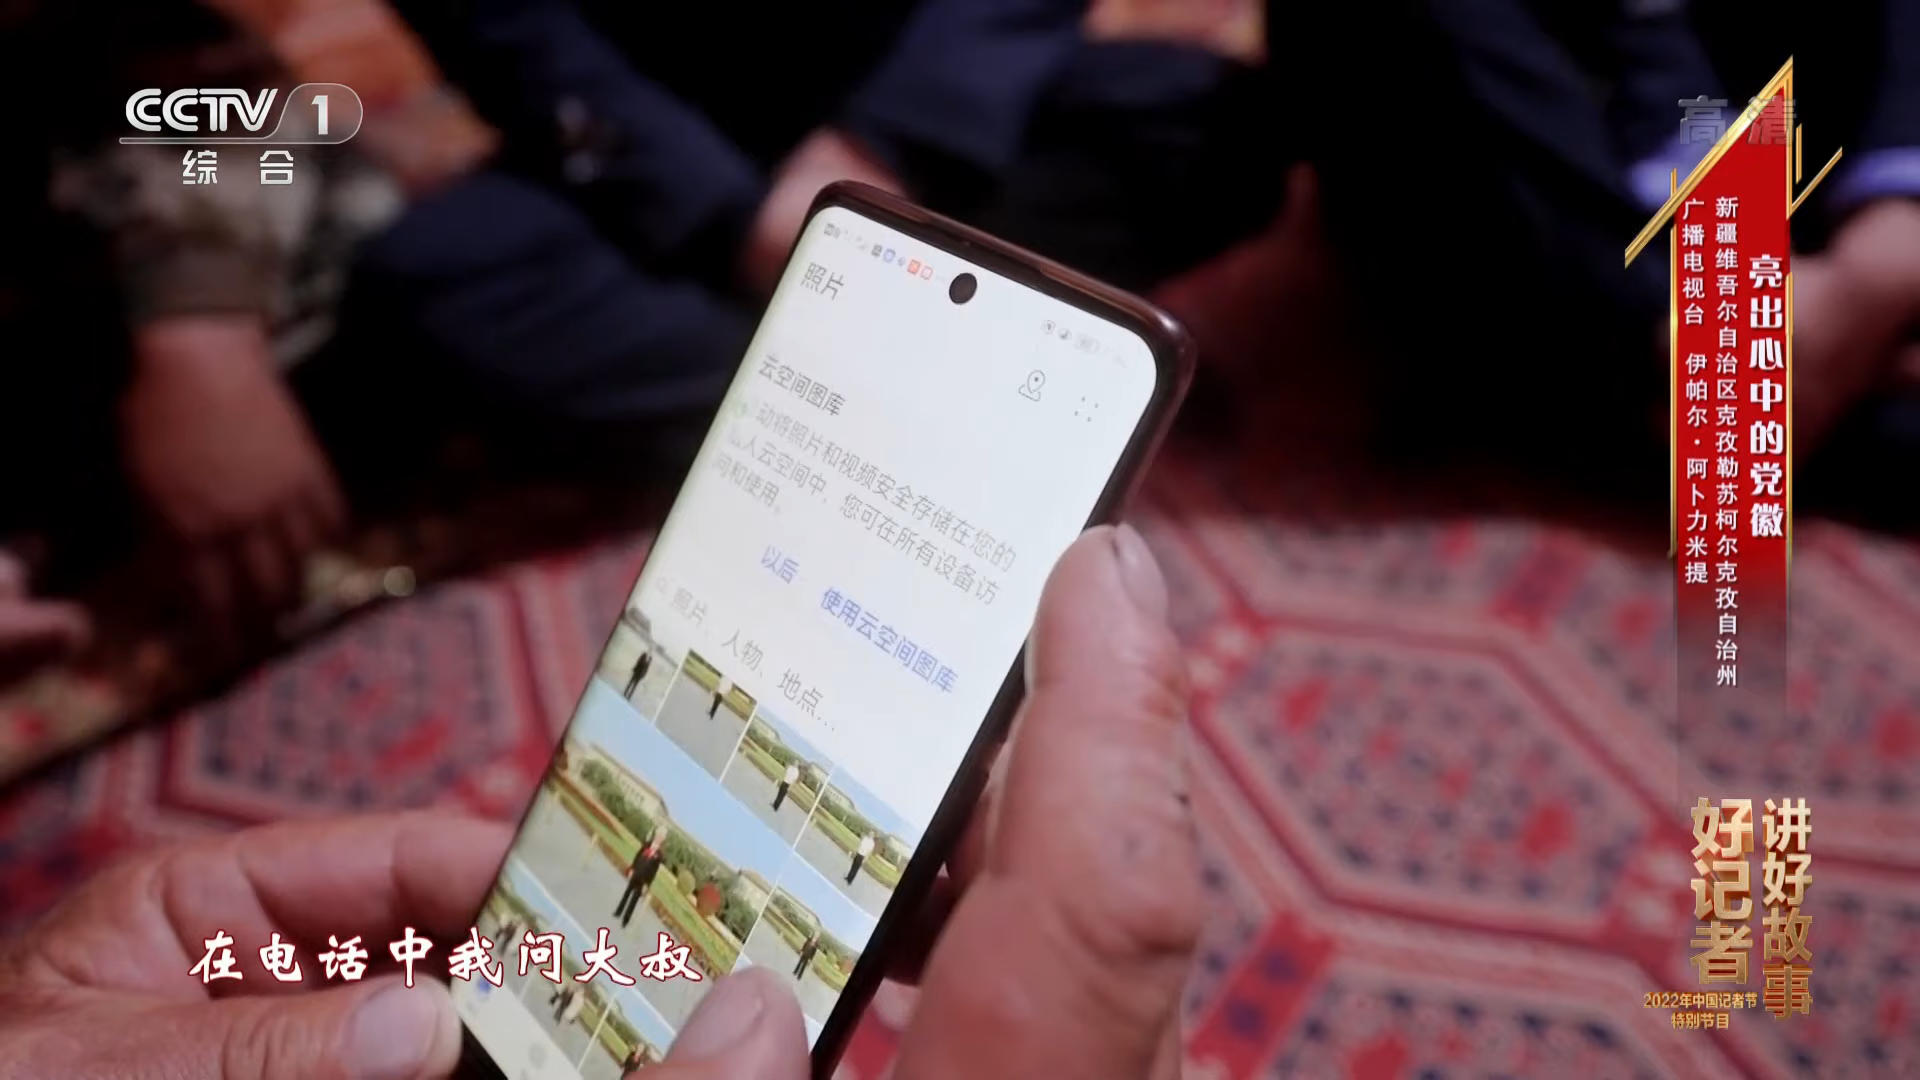 CCTV 1
综合
高清
亮出心中的党徽
新疆维吾尔自治区克孜勒苏柯尔克孜自治州
广播电视台 伊帕尔·阿卜力米提
照片
云空间图库
动将照片和视频安全存储在您的
人云空间中，您可在所有设备访
问和使用。
以后
使用云空间图库
照片、人物、地点...
在电话中我问大叔
讲好故事
好记者
2022年中国记者节
特别节目